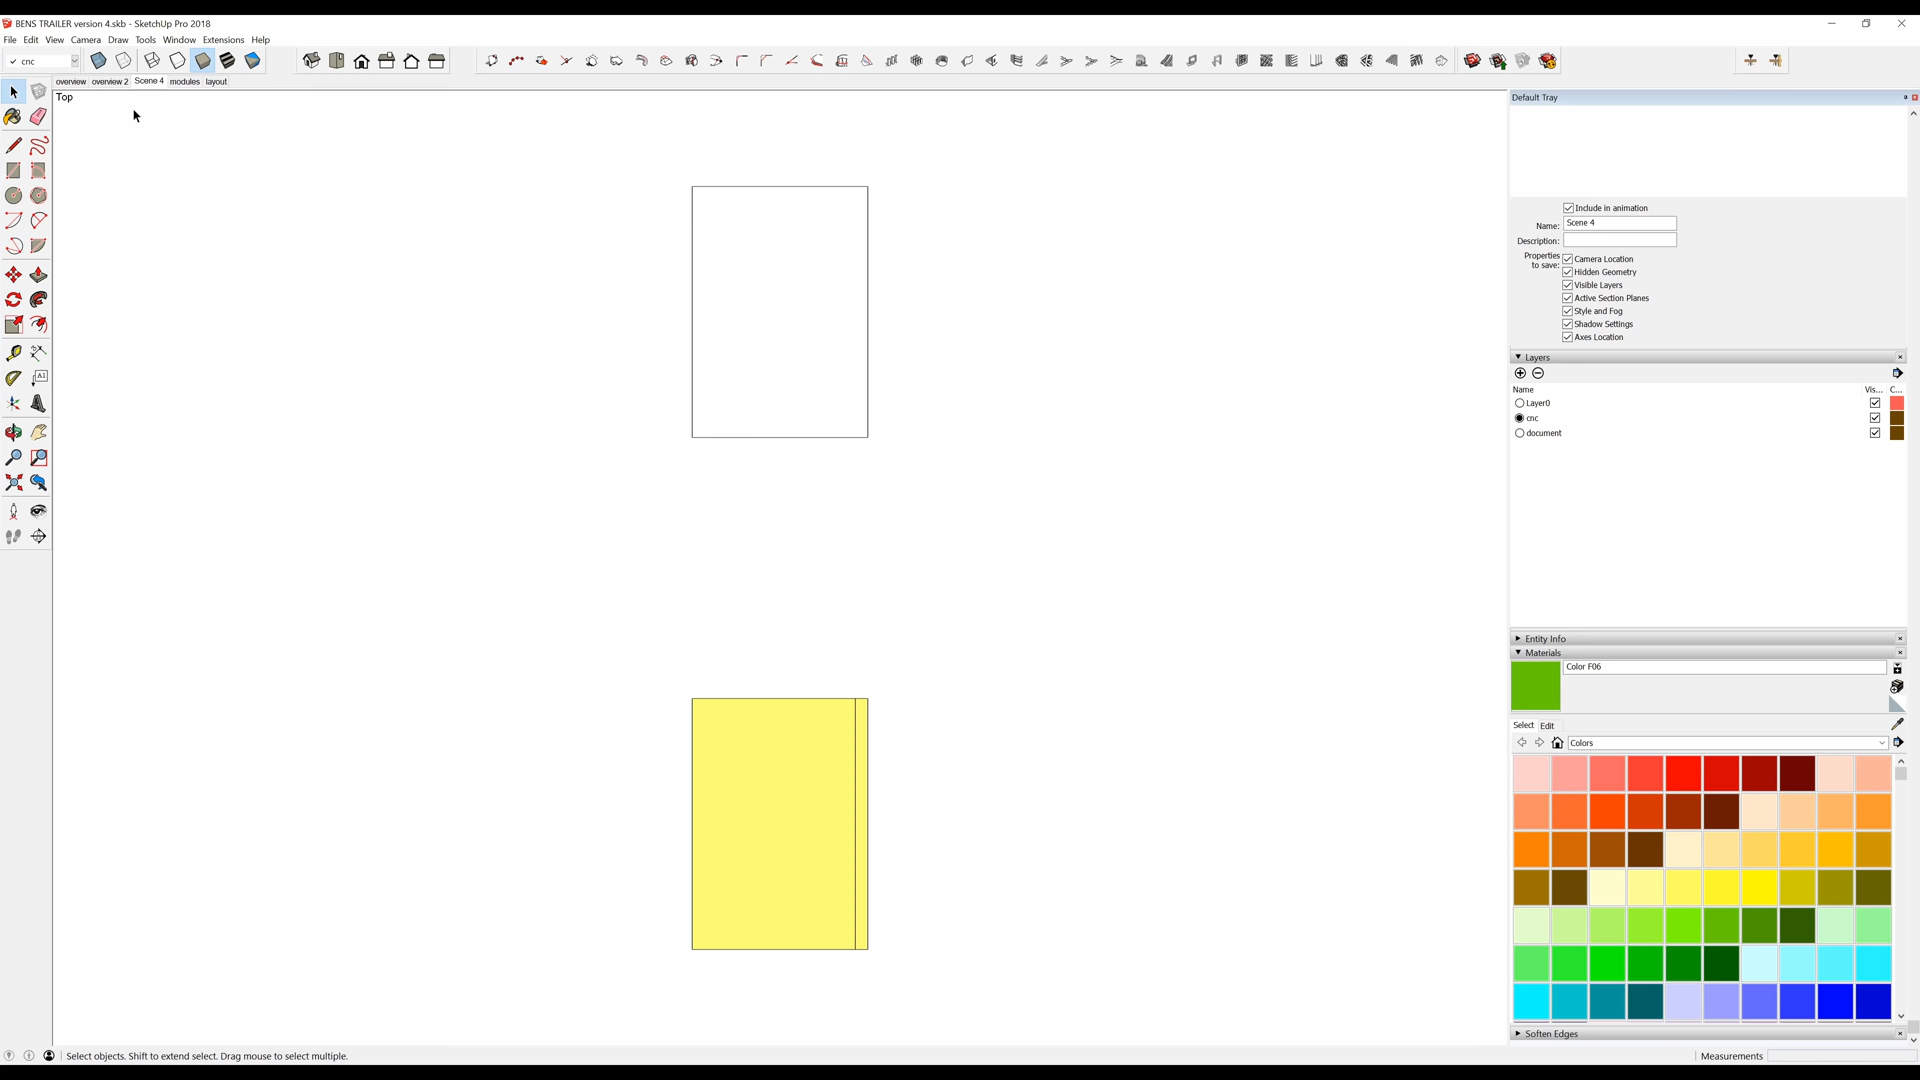 BENS TRAILER version 4.skb - SketchUp Pro 2018
File Edit View Camera Draw Tools Window Extensions Help
cnc
overview overview 2 Scene 4 modules layout
Top
A1
Default Tray
Include in animation
Name: Scene 4
Description:
Properties to save:
Camera Location
Hidden Geometry
Visible Layers
Active Section Planes
Style and Fog
Shadow Settings
Axes Location
Layers
Name Vis... C...
Layer0
cnc
document
Entity Info
Materials
Color F06
Select Edit
Colors
Soften Edges
Select objects. Shift to extend select. Drag mouse to select multiple.
Measurements